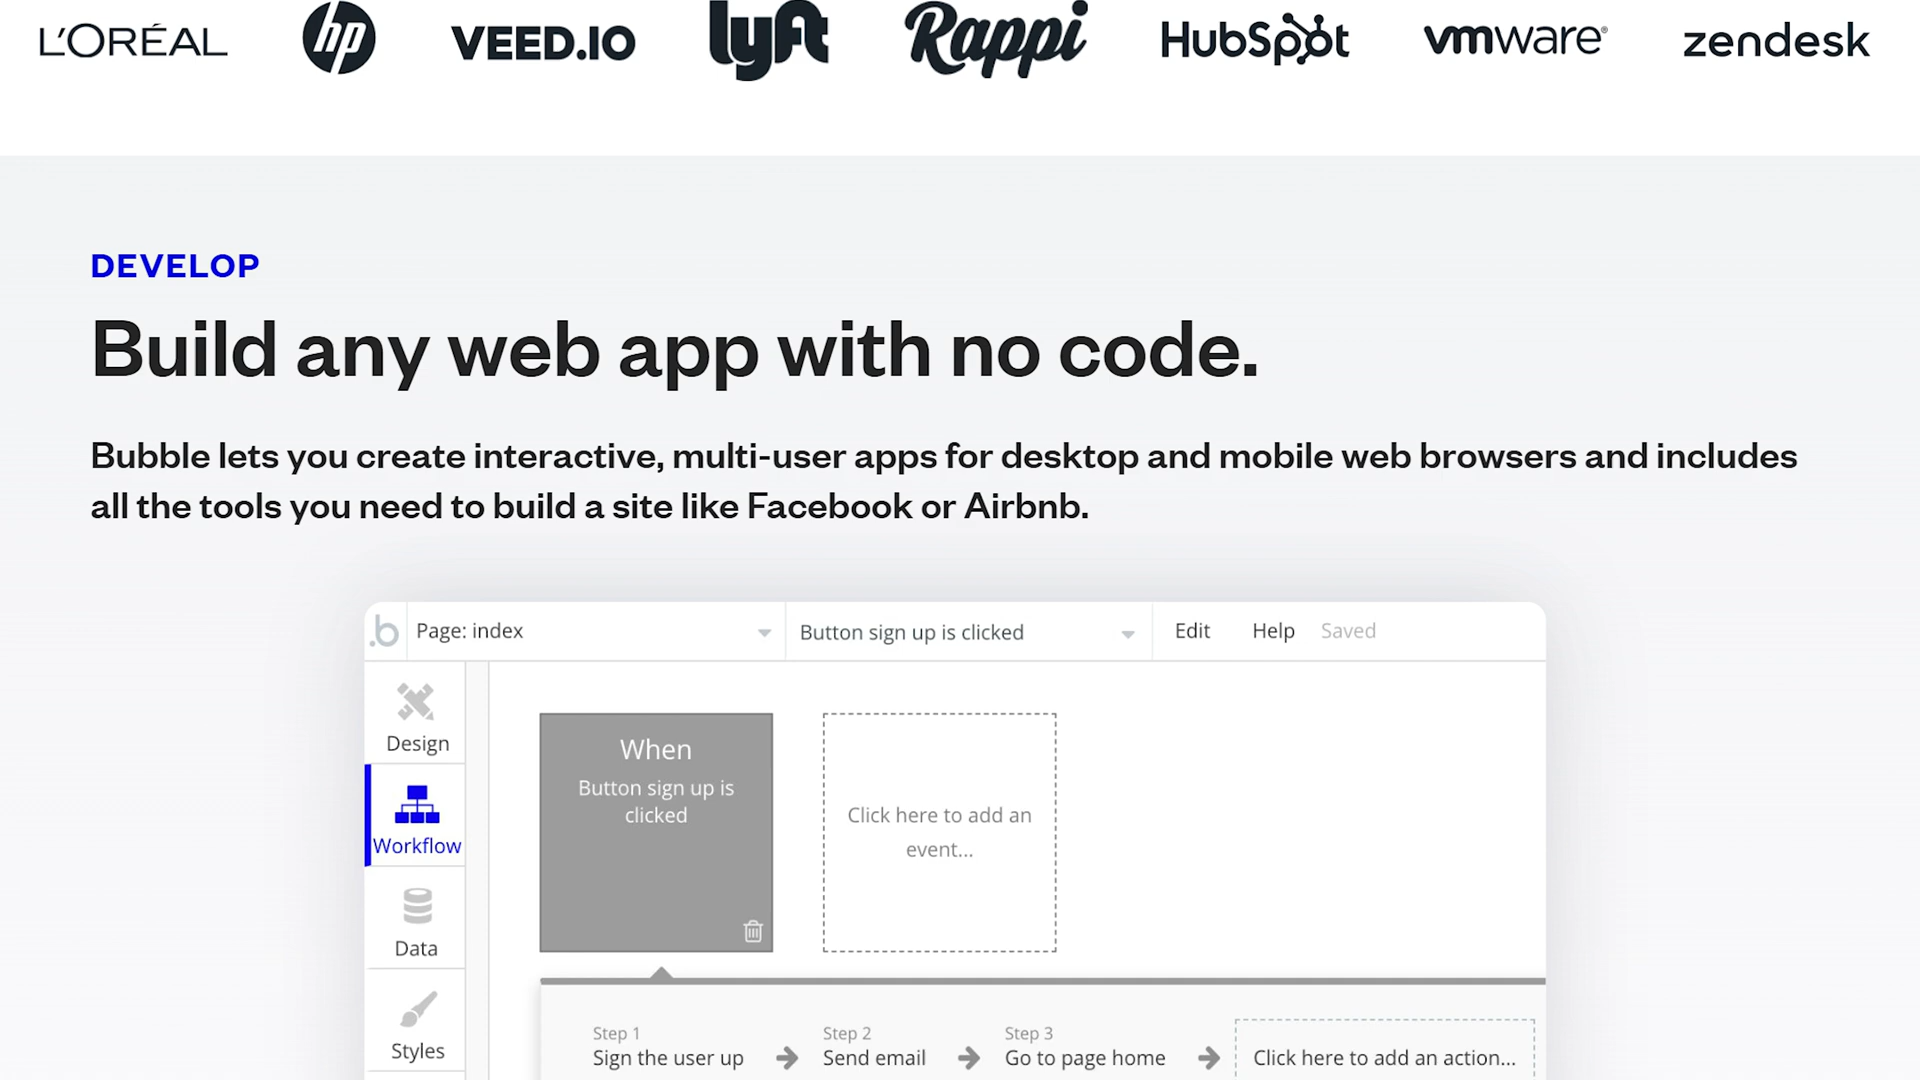 L'ORÉAL hp VEED.IO lyft Rappi HubSpot vmware® zendesk
DEVELOP
Build any web app with no code.
Bubble lets you create interactive, multi-user apps for desktop and mobile web browsers and includes
all the tools you need to build a site like Facebook or Airbnb.
.b Page: index Button sign up is clicked Edit Help Saved
Design
Workflow
Data
Styles
When
Button sign up is
clicked
Click here to add an
event...
Step 1 Step 2 Step 3
Sign the user up Send email Go to page home Click here to add an action...